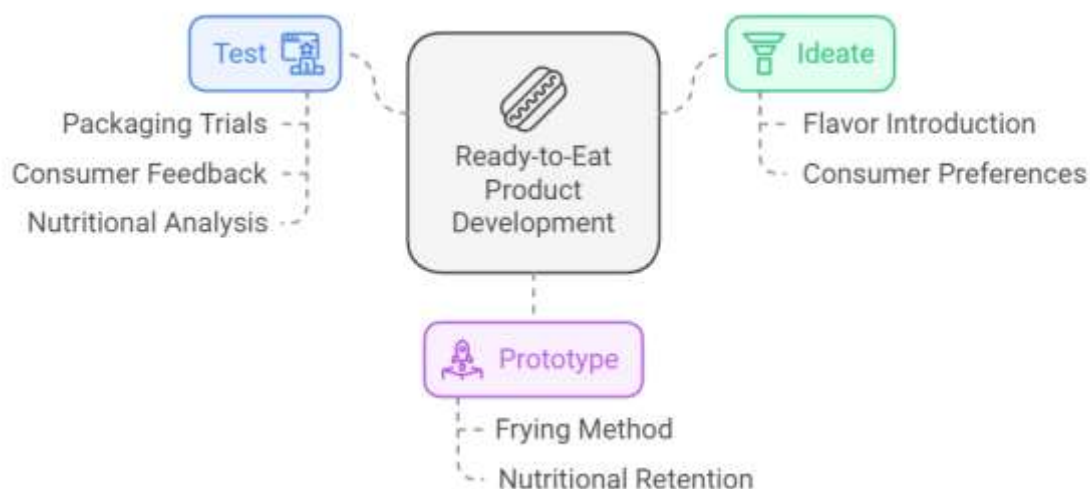 Test
Packaging Trials
Consumer Feedback
Nutritional Analysis
Ready-to-Eat
Product
Development
Ideate
Flavor Introduction
Consumer Preferences
Prototype
Frying Method
Nutritional Retention